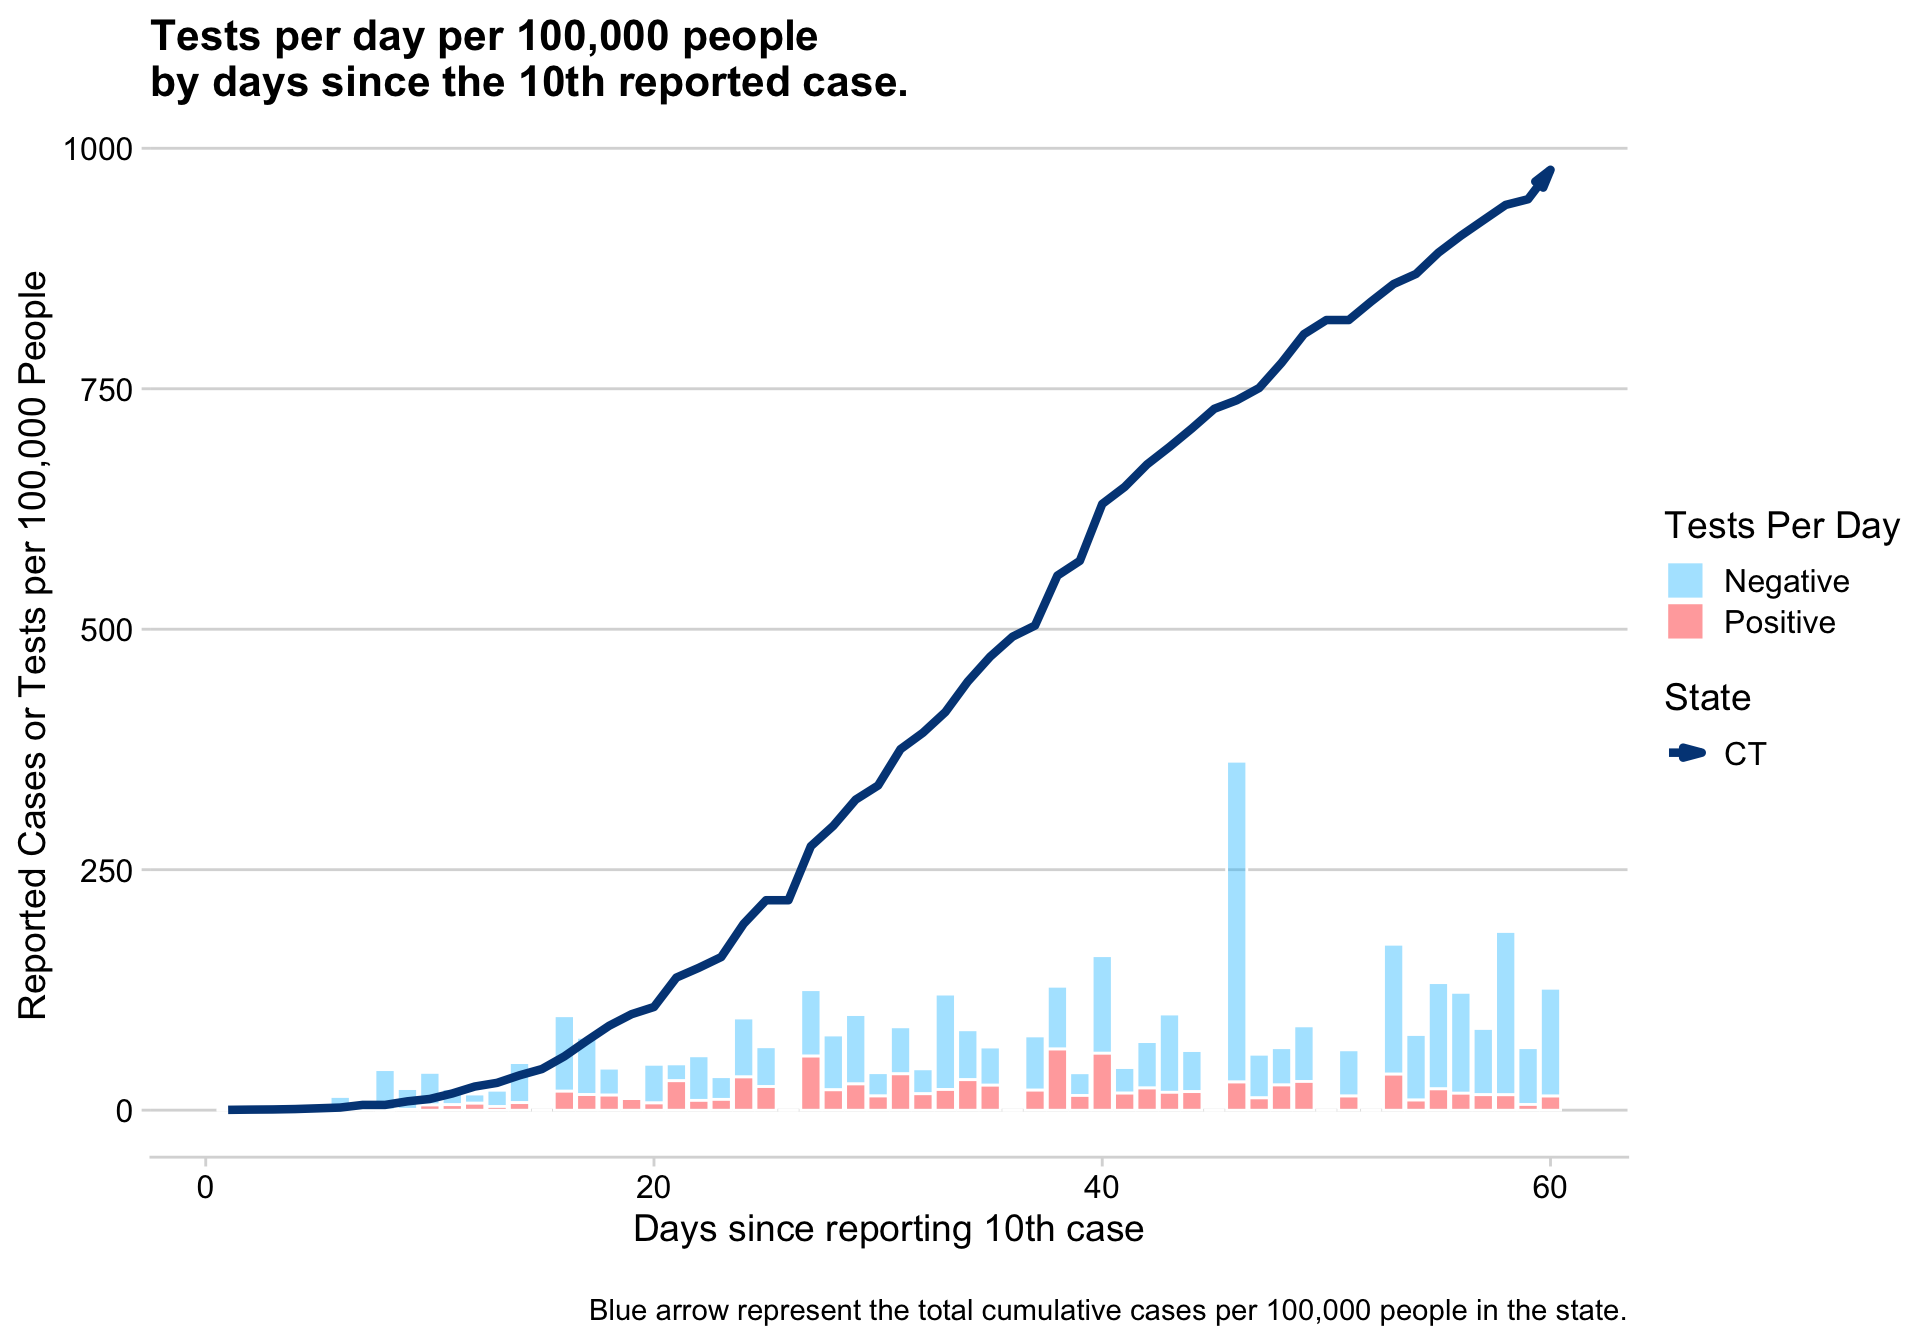 Tests per day per 100,000 people
by days since the 10th reported case.
Reported Cases or Tests per 100,000 People
1000
750
500
250
0
0
20
40
60
Days since reporting 10th case
Tests Per Day
Negative
Positive
State
CT
Blue arrow represent the total cumulative cases per 100,000 people in the state.